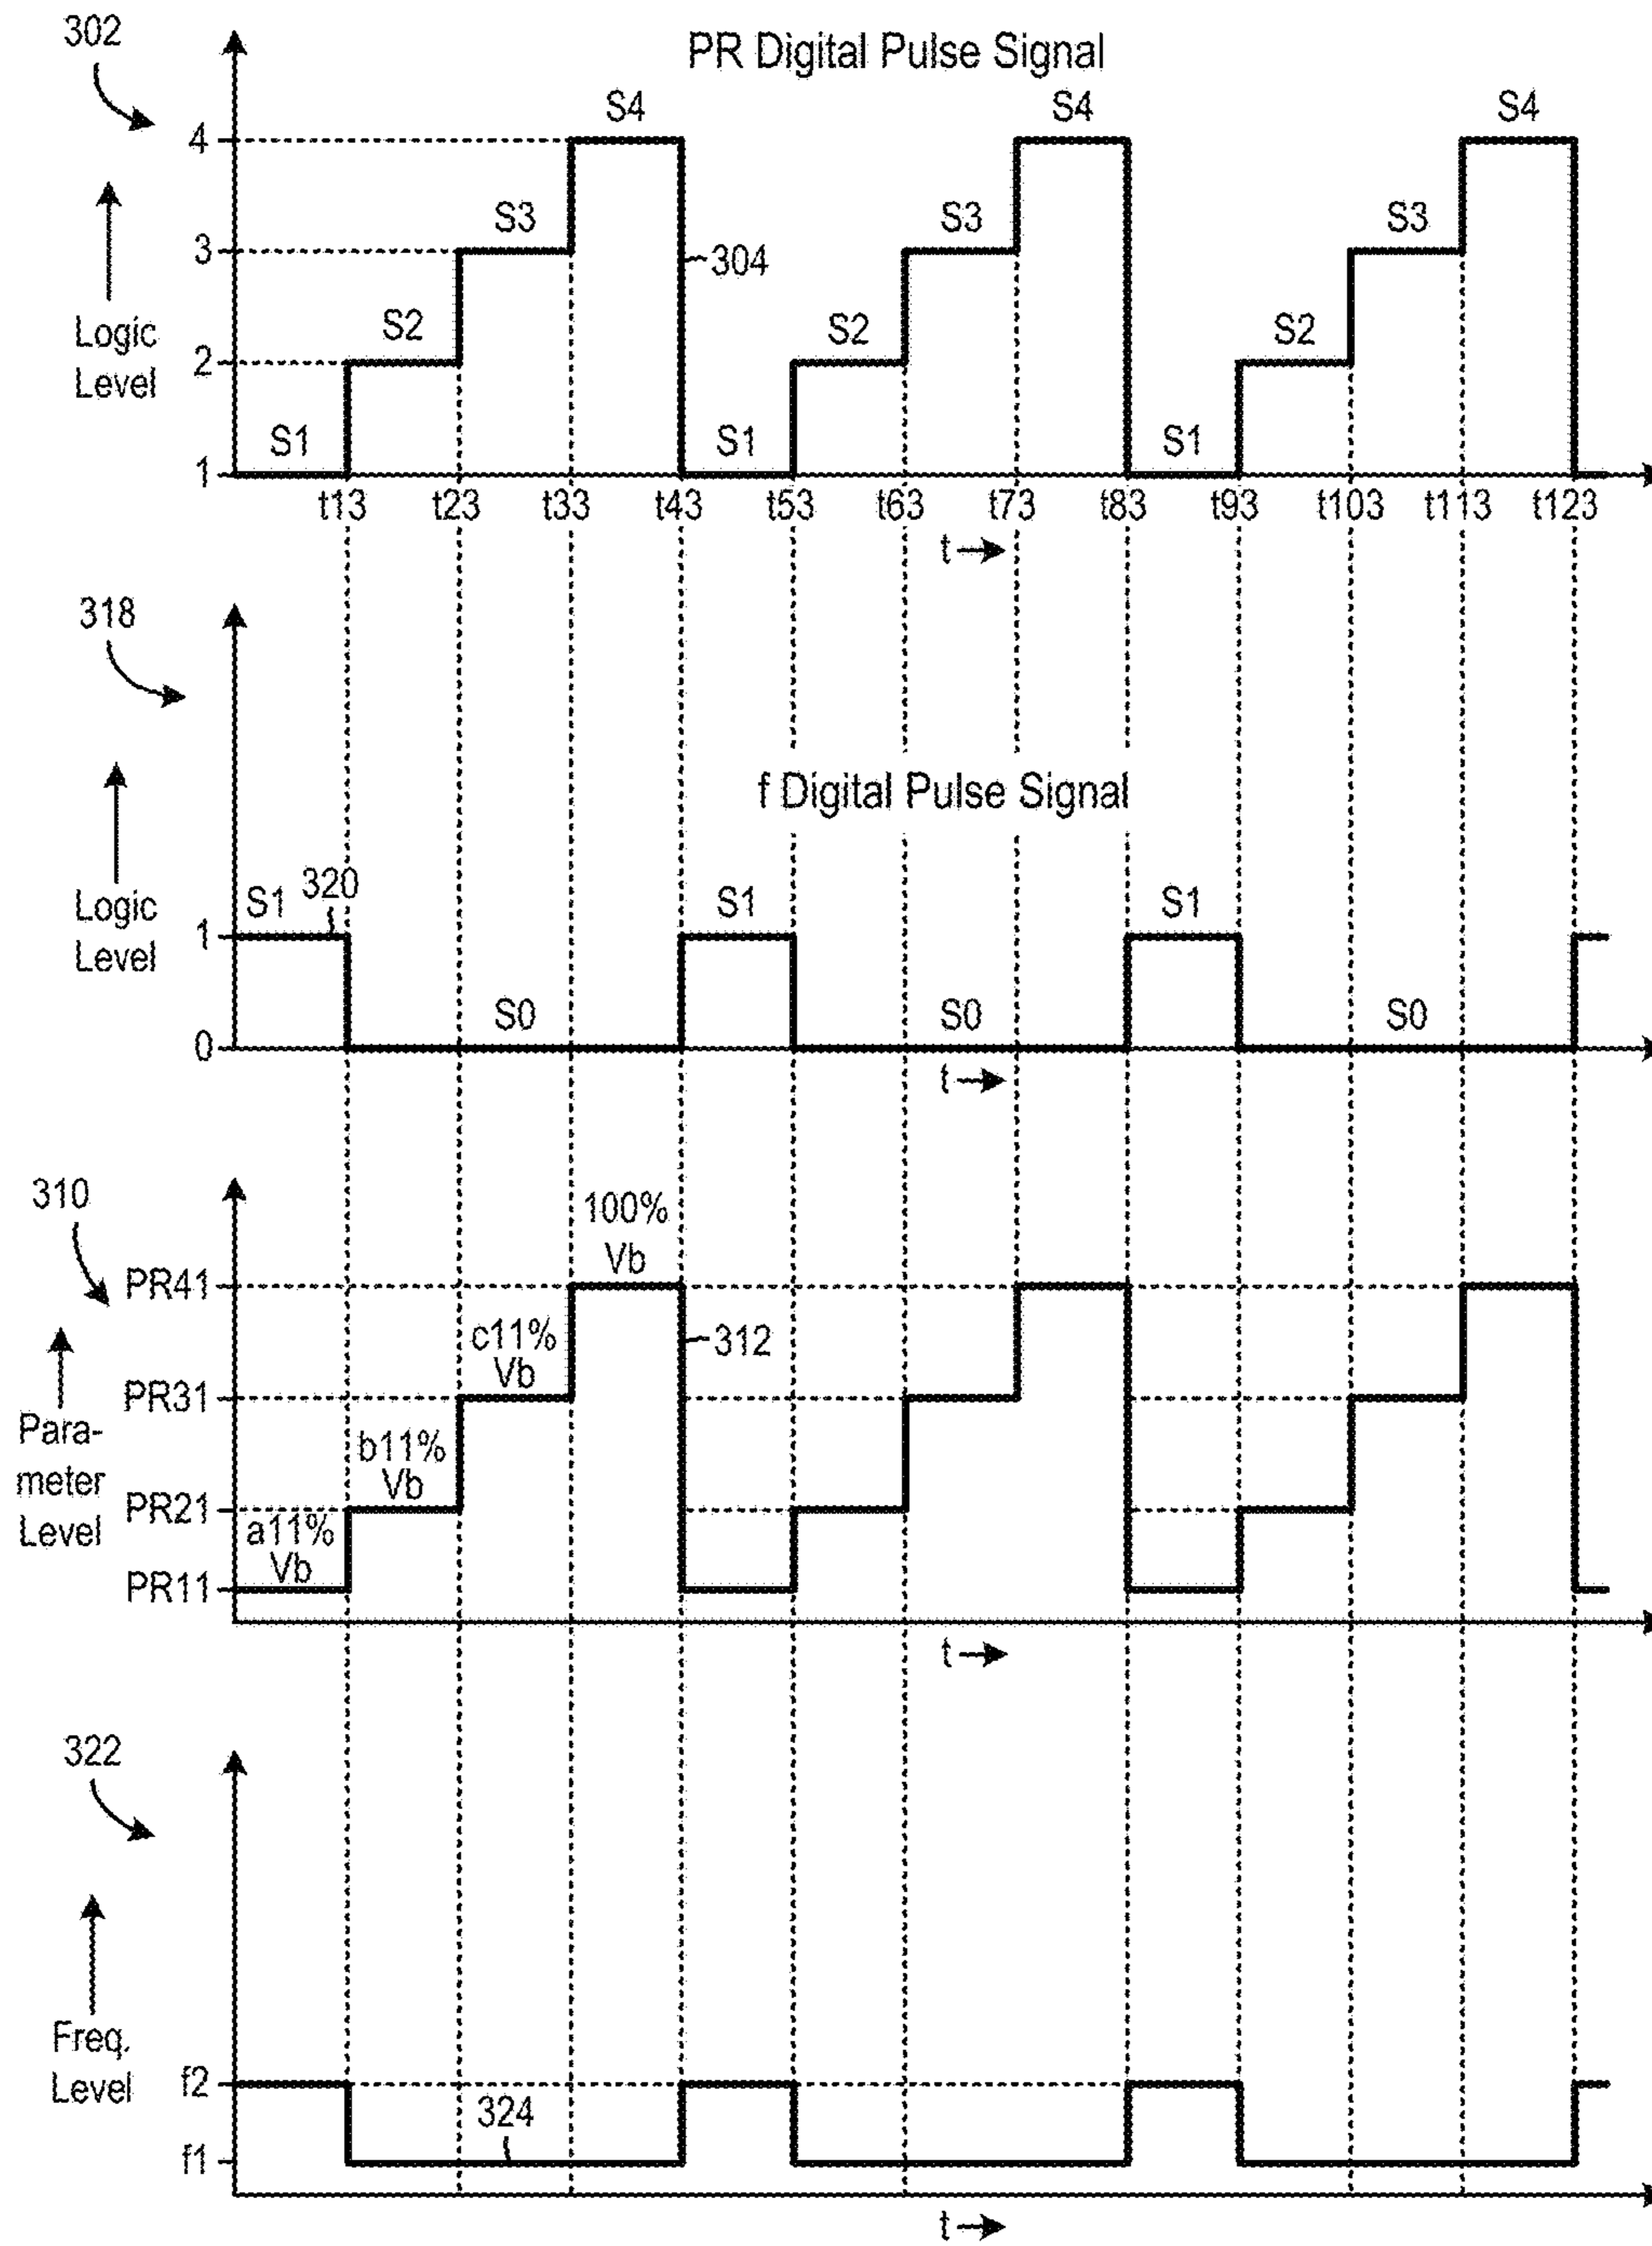 302
PR Digital Pulse Signal
S4
S4
S4
4
S3
S3
S3
3
304
Logic
Level
S2
S2
S2
2
S1
S1
S1
1
t13
t23
t33
t43
t53
t63
t73
t83
t93
t103
t113
t123
t
318
f Digital Pulse Signal
Logic
Level
S1
320
S1
S1
1
S0
S0
S0
0
t
310
100%
Vb
PR41
c11%
Vb
312
PR31
Para-
meter
Level
b11%
Vb
PR21
a11%
Vb
PR11
t
322
Freq.
Level
f2
324
f1
t